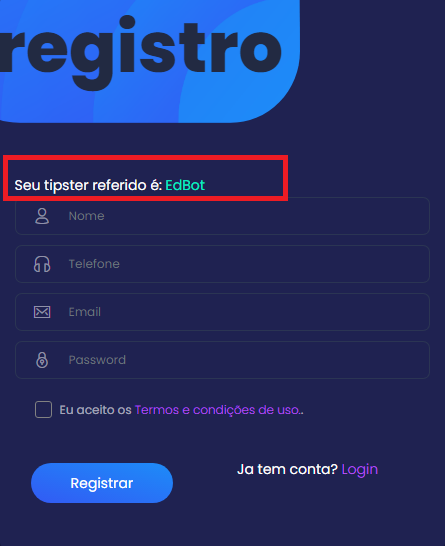 registro
Seu tipster referido é: EdBot
Nome
Telefone
Email
Password
Eu aceito os Termos e condições de uso..
Registrar
Ja tem conta? Login